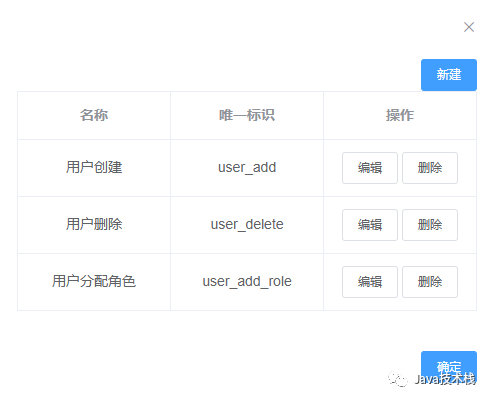 新建
名称 唯一标识 操作
用户创建 user_add 编辑 删除
用户删除 user_delete 编辑 删除
用户分配角色 user_add_role 编辑 删除
确定
Java技术栈